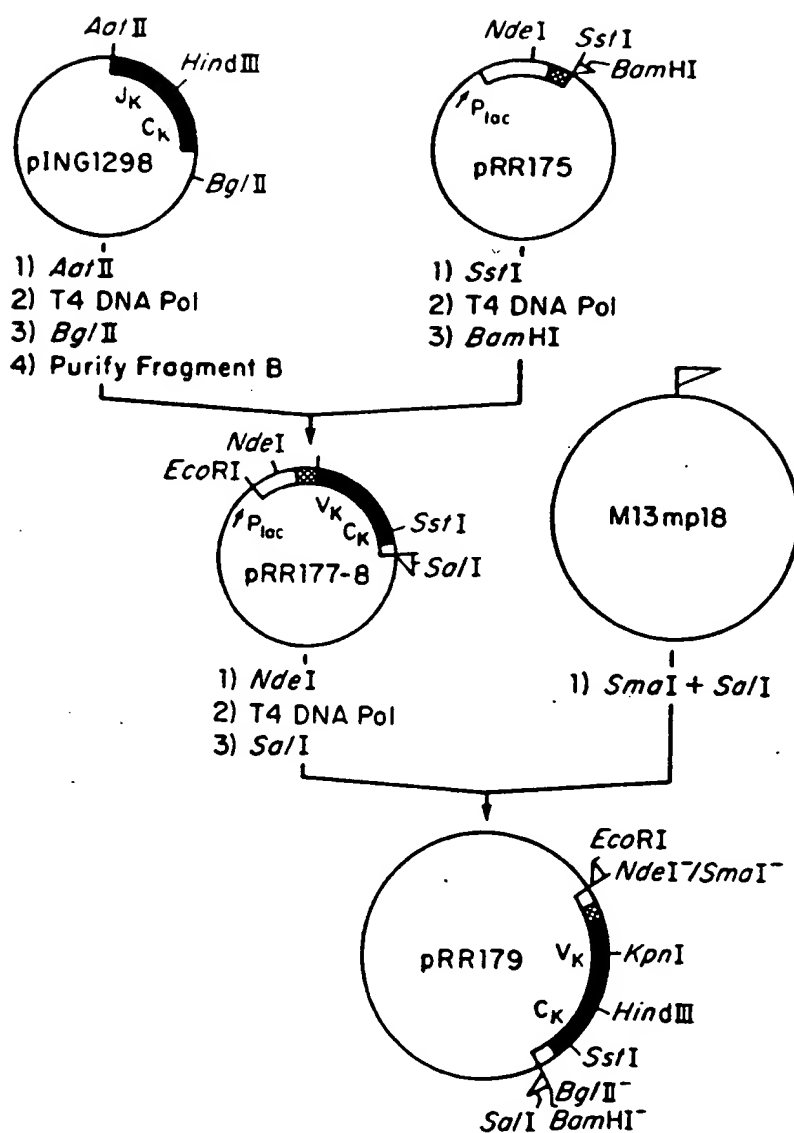 AatII
HindIII
JK
CK
pING1298
BglII
1) AatII
2) T4 DNA Pol
3) BglII
4) Purify Fragment B
NdeI
SstI
BamHI
Plac
pRR175
1) SstI
2) T4 DNA Pol
3) BamHI
NdeI
EcoRI
Plac
VK
CK
SstI
SalI
pRR177-8
1) NdeI
2) T4 DNA Pol
3) SalI
M13mp18
1) SmaI + SalI
EcoRI
NdeI⁻/SmaI⁻
pRR179
VK
KpnI
CK
HindIII
SstI
BglII⁻
SalI BamHI⁻